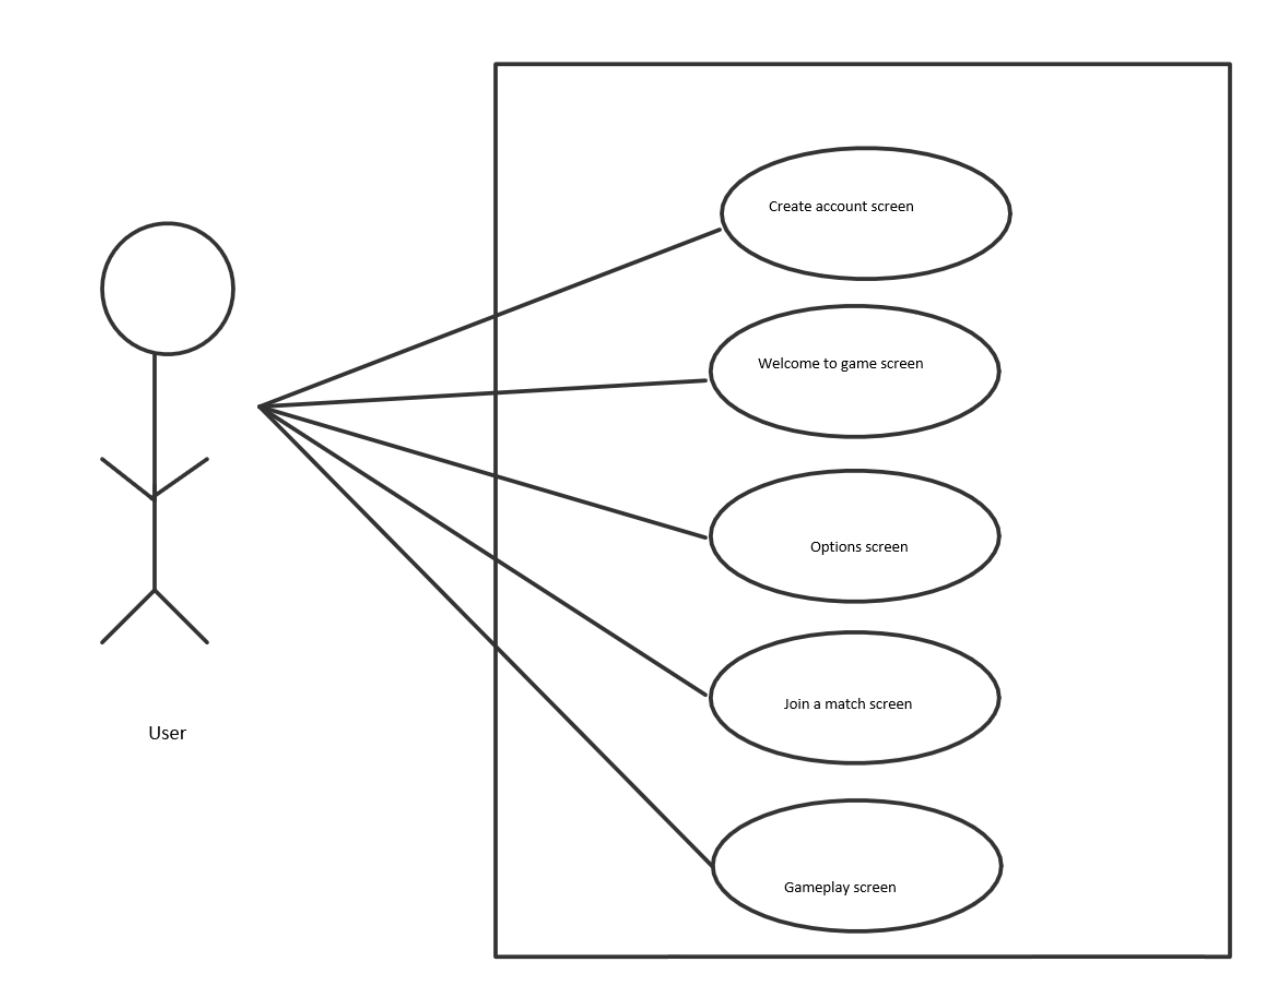 Create account screen
Welcome to game screen
Options screen
Join a match screen
User
Gameplay screen